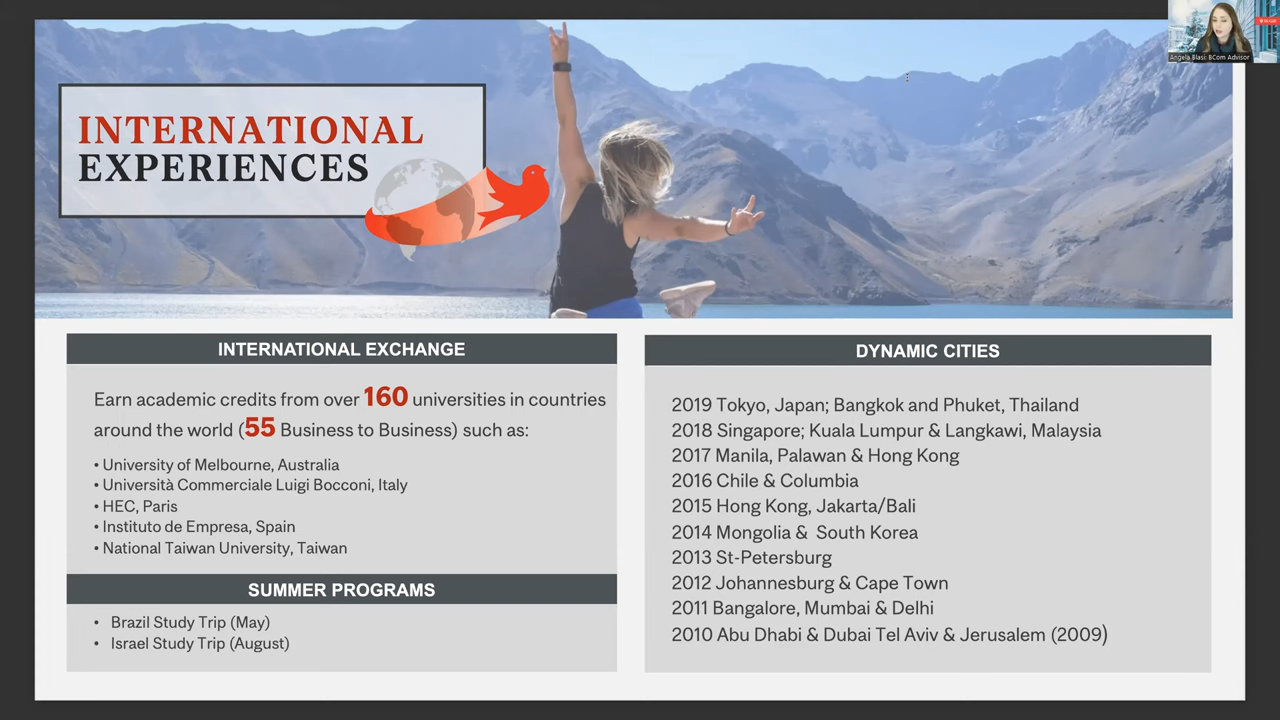 INTERNATIONAL
EXPERIENCES
Angela Blasi: BCom Advisor
INTERNATIONAL EXCHANGE
Earn academic credits from over 160 universities in countries
around the world (55 Business to Business) such as:
• University of Melbourne, Australia
• Università Commerciale Luigi Bocconi, Italy
• HEC, Paris
• Instituto de Empresa, Spain
• National Taiwan University, Taiwan
SUMMER PROGRAMS
• Brazil Study Trip (May)
• Israel Study Trip (August)
DYNAMIC CITIES
2019 Tokyo, Japan; Bangkok and Phuket, Thailand
2018 Singapore; Kuala Lumpur & Langkawi, Malaysia
2017 Manila, Palawan & Hong Kong
2016 Chile & Columbia
2015 Hong Kong, Jakarta/Bali
2014 Mongolia & South Korea
2013 St-Petersburg
2012 Johannesburg & Cape Town
2011 Bangalore, Mumbai & Delhi
2010 Abu Dhabi & Dubai Tel Aviv & Jerusalem (2009)